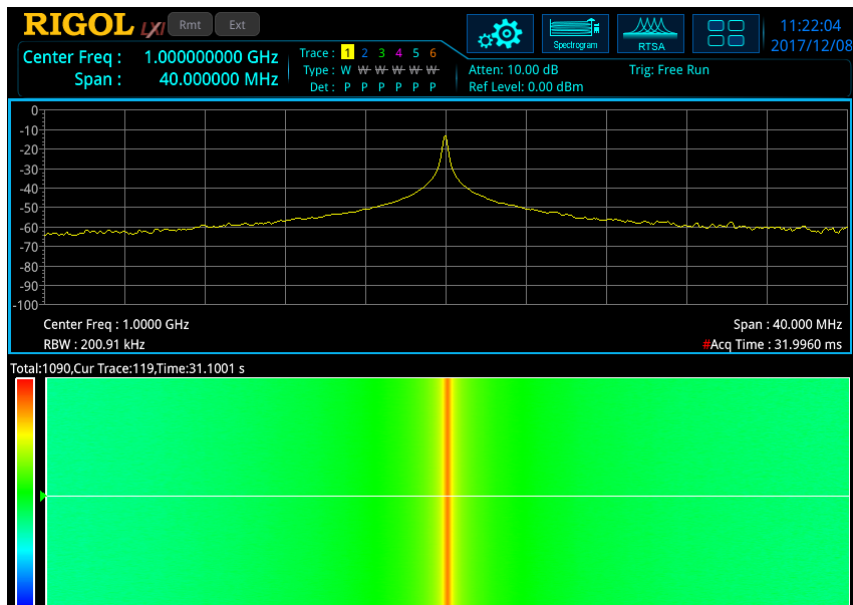 RIGOL LXI Rmt Ext
11:22:04
2017/12/08
Spectrogram
RTSA
Center Freq : 1.000000000 GHz
Span : 40.000000 MHz
Trace : 1 2 3 4 5 6
Type : W W W W W W
Det : P P P P P P
Atten: 10.00 dB
Trig: Free Run
Ref Level: 0.00 dBm
0
-10
-20
-30
-40
-50
-60
-70
-80
-90
-100
Center Freq : 1.0000 GHz
Span : 40.000 MHz
RBW : 200.91 kHz
#Acq Time : 31.9960 ms
Total:1090,Cur Trace:119,Time:31.1001 s